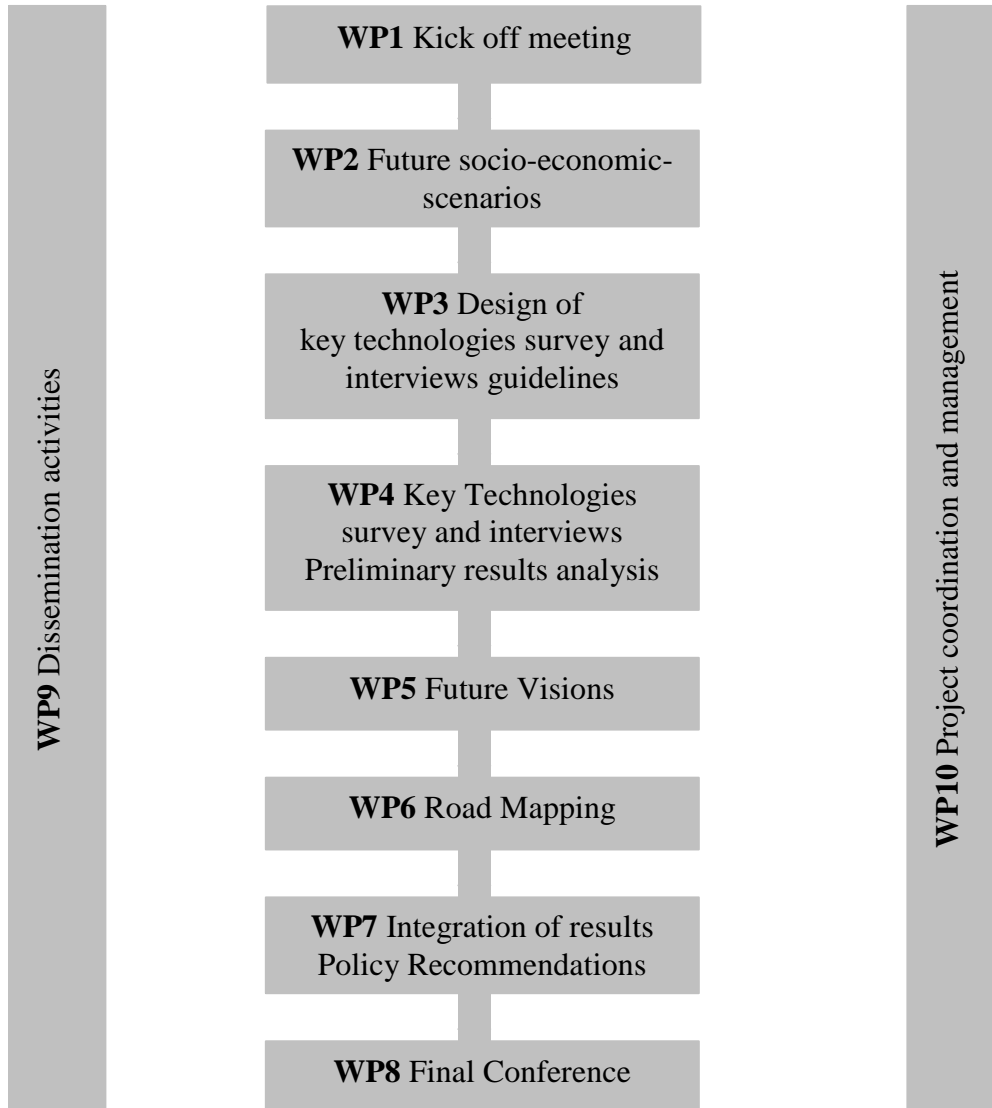 WP9 Dissemination activities
WP1 Kick off meeting
WP2 Future socio-economic-
scenarios
WP3 Design of
key technologies survey and
interviews guidelines
WP4 Key Technologies
survey and interviews
Preliminary results analysis
WP5 Future Visions
WP6 Road Mapping
WP7 Integration of results
Policy Recommendations
WP8 Final Conference
WP10 Project coordination and management